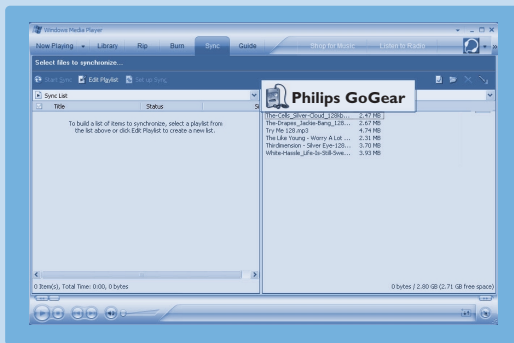 Windows Media Player
Now Playing Library Rip Burn Sync Guide Shop for Music Listen to Radio
Select files to synchronize...
Start Sync Edit Playlist Set up Sync
Sync List
Philips GoGear
Title Status Si
To build a list of items to synchronize, select a playlist from
the list above or click Edit Playlist to create a new list.
The-Cells_Silver-Cloud_128kb... 2.47 MB
The-Drapes_Jackie-Bang_128... 2.67 MB
Try Me 128.mp3 4.74 MB
The Like Young - Worry A Lot ... 2.31 MB
Thirdimension - Silver Eye-128... 3.70 MB
White-Hassle_Life-Is-Still-Swe... 3.93 MB
0 Item(s), Total Time: 0:00, 0 bytes
0 bytes / 2.80 GB (2.71 GB free space)